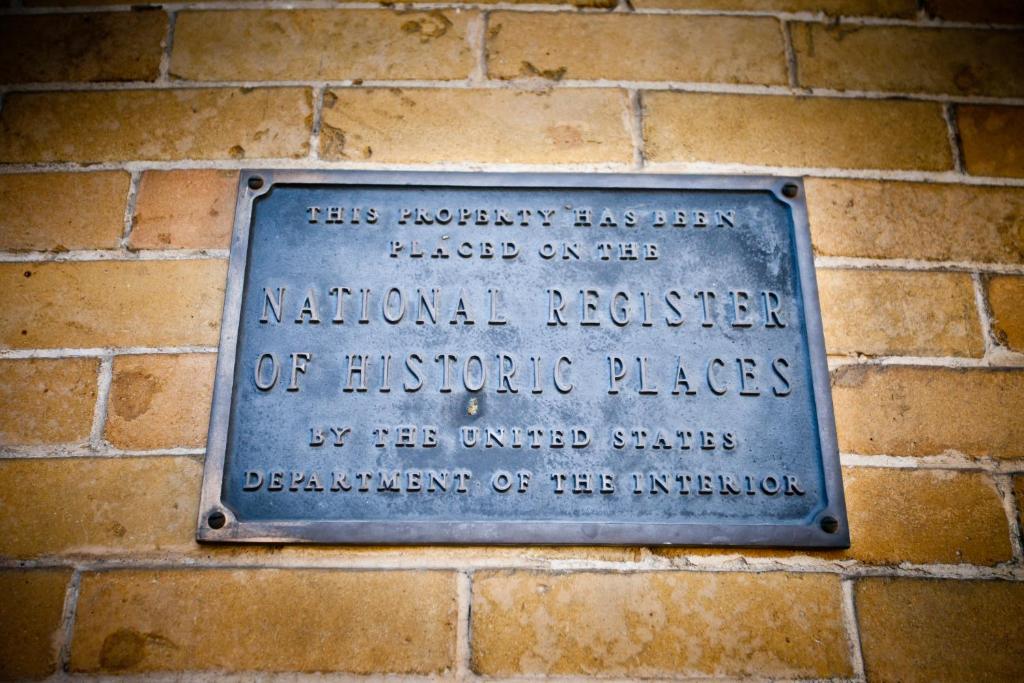 THIS PROPERTY HAS BEEN
PLACED ON THE
NATIONAL REGISTER
OF HISTORIC PLACES
BY THE UNITED STATES
DEPARTMENT OF THE INTERIOR